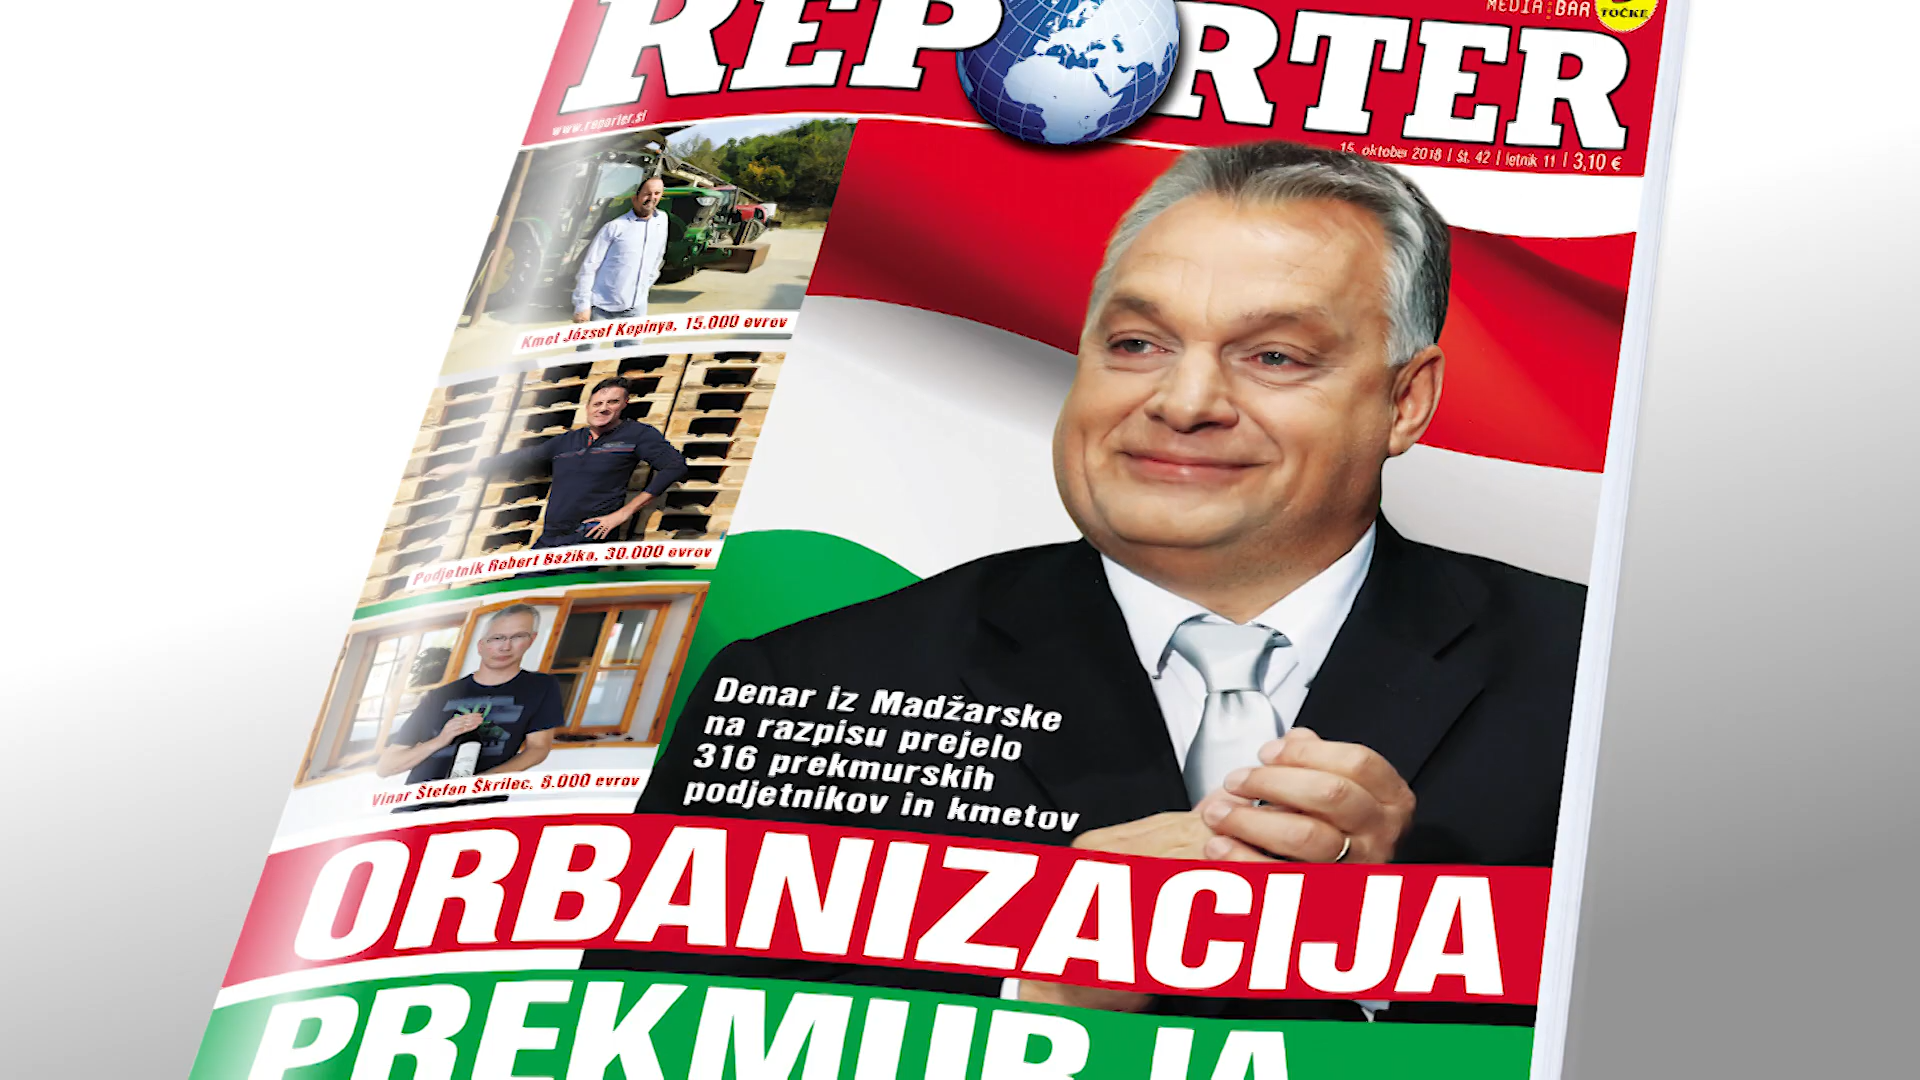 MEDIA:BAR
TOČKE
REPORTER
www.reporter.si
15. oktober 2018 | št. 42 | letnik 11 | 3,10 €
Kmet József Kepinya, 15.000 evrov
Podjetnik Robert Bažika, 30.000 evrov
Vinar Štefan Škrilec, 8.000 evrov
Denar iz Madžarske
na razpisu prejelo
316 prekmurskih
podjetnikov in kmetov
ORBANIZACIJA
PREKMURJA